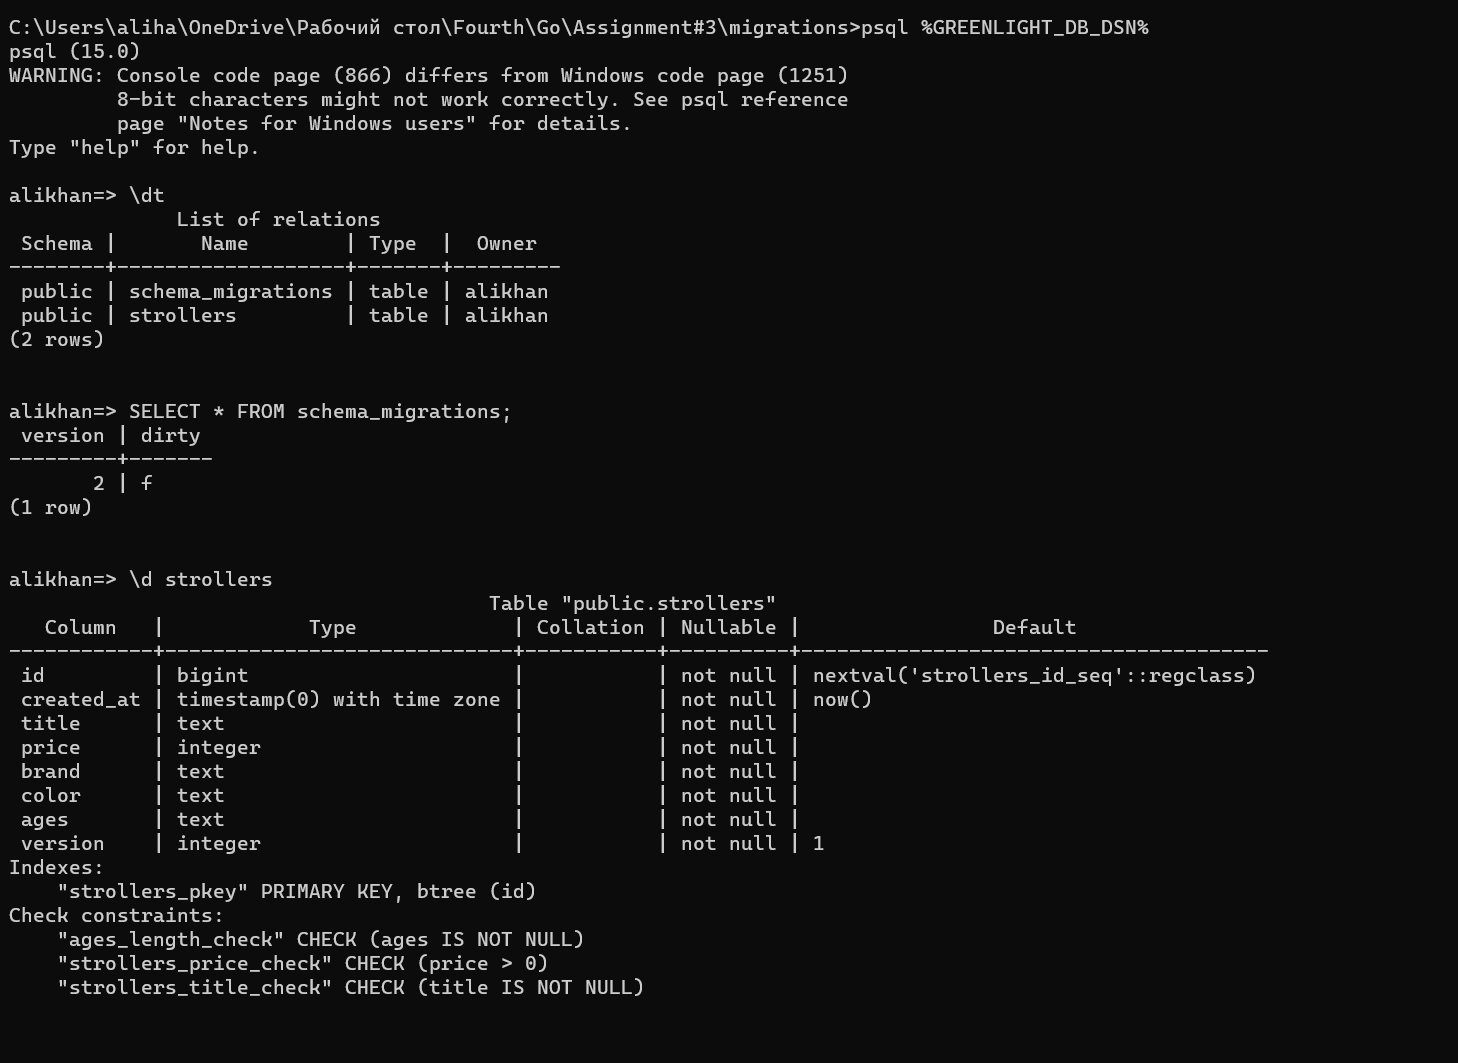 C:\Users\aliha\OneDrive\Рабочий стол\Fourth\Go\Assignment#3\migrations>psql %GREENLIGHT_DB_DSN%
psql (15.0)
WARNING: Console code page (866) differs from Windows code page (1251)
         8-bit characters might not work correctly. See psql reference
         page "Notes for Windows users" for details.
Type "help" for help.

alikhan=> \dt
              List of relations
 Schema |       Name        | Type  |  Owner
--------+-------------------+-------+---------
 public | schema_migrations | table | alikhan
 public | strollers         | table | alikhan
(2 rows)


alikhan=> SELECT * FROM schema_migrations;
 version | dirty
---------+-------
       2 | f
(1 row)


alikhan=> \d strollers
                                        Table "public.strollers"
   Column   |            Type             | Collation | Nullable |                Default
------------+-----------------------------+-----------+----------+---------------------------------------
 id         | bigint                      |           | not null | nextval('strollers_id_seq'::regclass)
 created_at | timestamp(0) with time zone |           | not null | now()
 title      | text                        |           | not null |
 price      | integer                     |           | not null |
 brand      | text                        |           | not null |
 color      | text                        |           | not null |
 ages       | text                        |           | not null |
 version    | integer                     |           | not null | 1
Indexes:
    "strollers_pkey" PRIMARY KEY, btree (id)
Check constraints:
    "ages_length_check" CHECK (ages IS NOT NULL)
    "strollers_price_check" CHECK (price > 0)
    "strollers_title_check" CHECK (title IS NOT NULL)